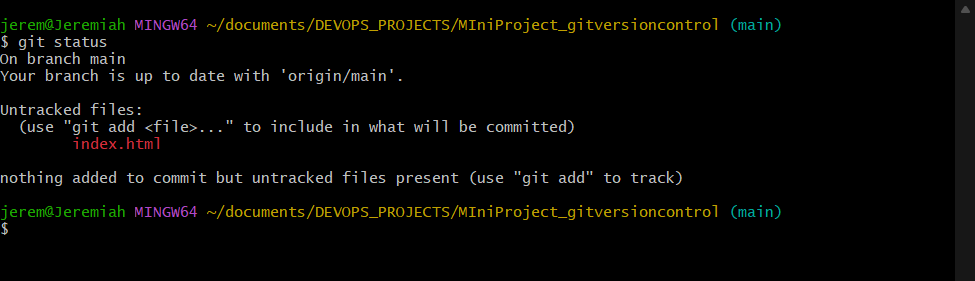 jerem@Jeremiah MINGW64 ~/documents/DEVOPS_PROJECTS/MIniProject_gitversioncontrol (main)
$ git status
On branch main
Your branch is up to date with 'origin/main'.
Untracked files:
(use "git add <file>..." to include in what will be committed)
index.html
nothing added to commit but untracked files present (use "git add" to track)
jerem@Jeremiah MINGW64 ~/documents/DEVOPS_PROJECTS/MIniProject_gitversioncontrol (main)
$